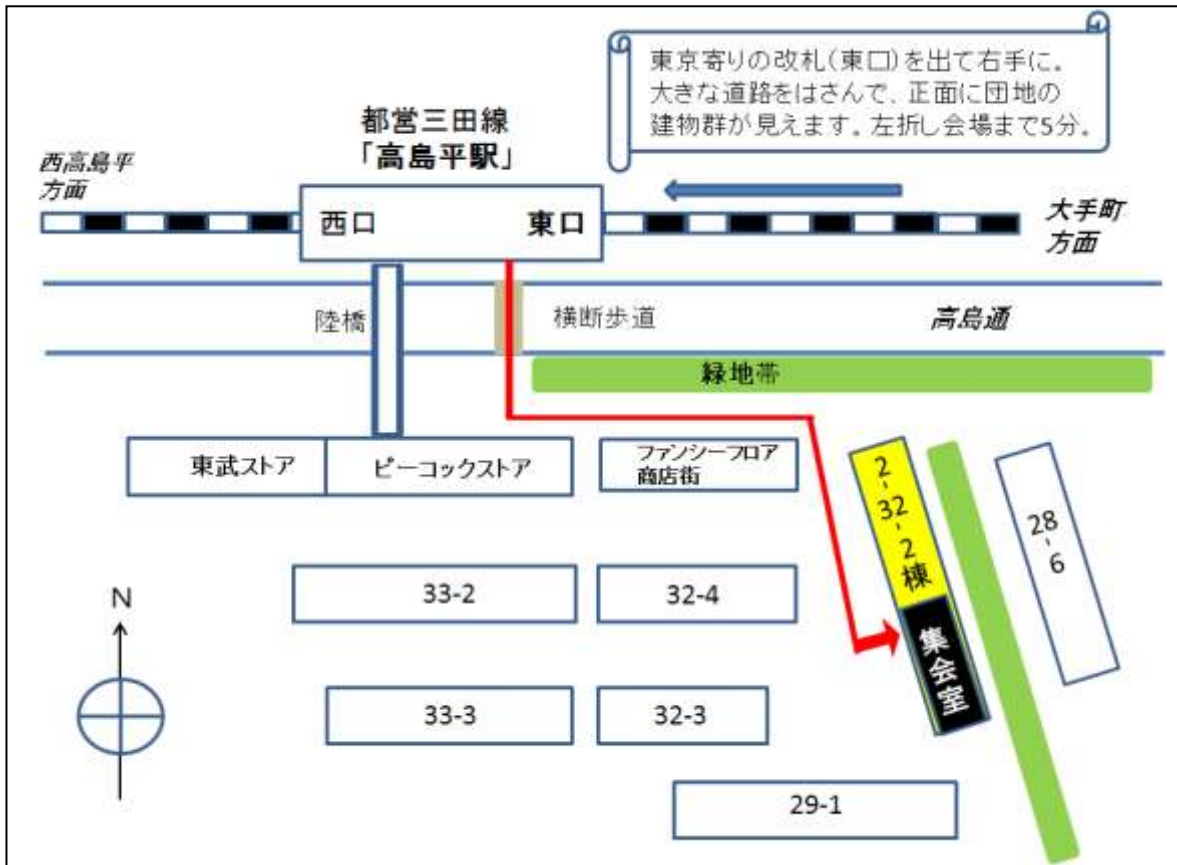 東京寄りの改札(東口)を出て右手に。
大きな道路をはさんで、正面に団地の
建物群が見えます。左折し会場まで5分。
都営三田線
「高島平駅」
西高島平
方面
西口
東口
大手町
方面
陸橋
横断歩道
高島通
緑地帯
東武ストア
ピーコックストア
ファンシーフロア
商店街
2-32-2棟
集会室
28-6
33-2
32-4
N
33-3
32-3
29-1